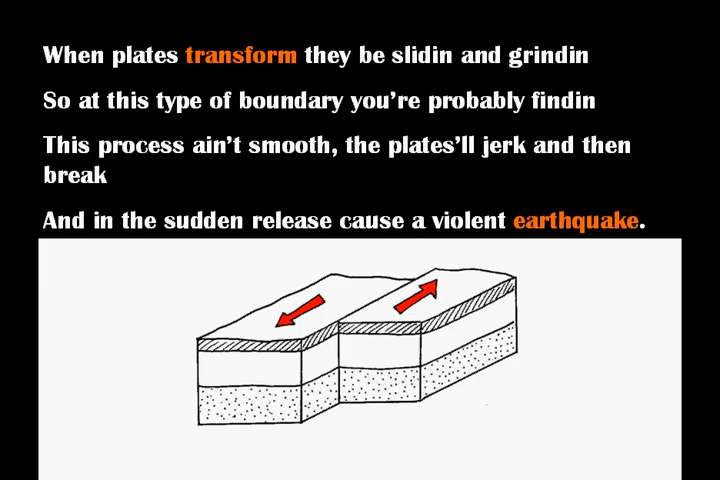 When plates transform they be slidin and grindin
So at this type of boundary you're probably findin
This process ain't smooth, the plates'll jerk and then
break
And in the sudden release cause a violent earthquake.